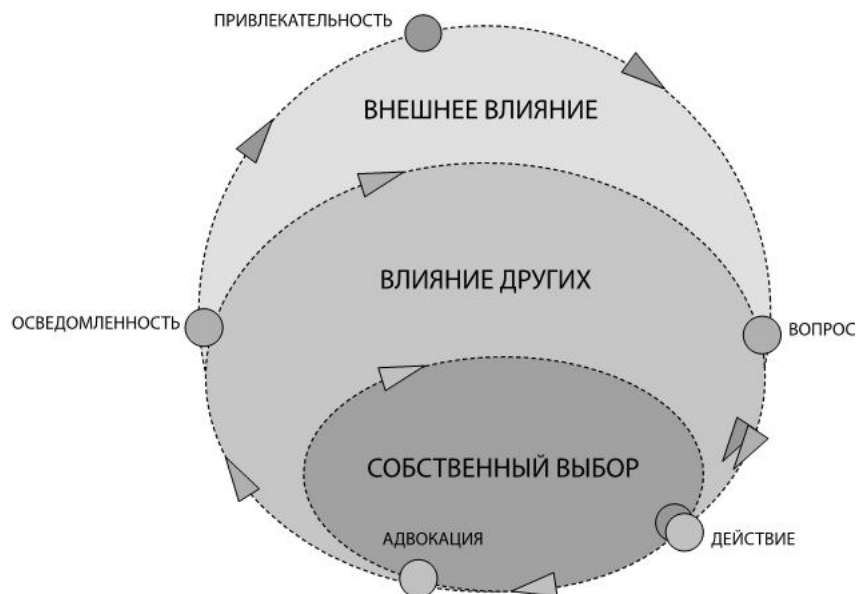 ПРИВЛЕКАТЕЛЬНОСТЬ
ВНЕШНЕЕ ВЛИЯНИЕ
ВЛИЯНИЕ ДРУГИХ
ОСВЕДОМЛЕННОСТЬ
ВОПРОС
СОБСТВЕННЫЙ ВЫБОР
АДВОКАЦИЯ
ДЕЙСТВИЕ